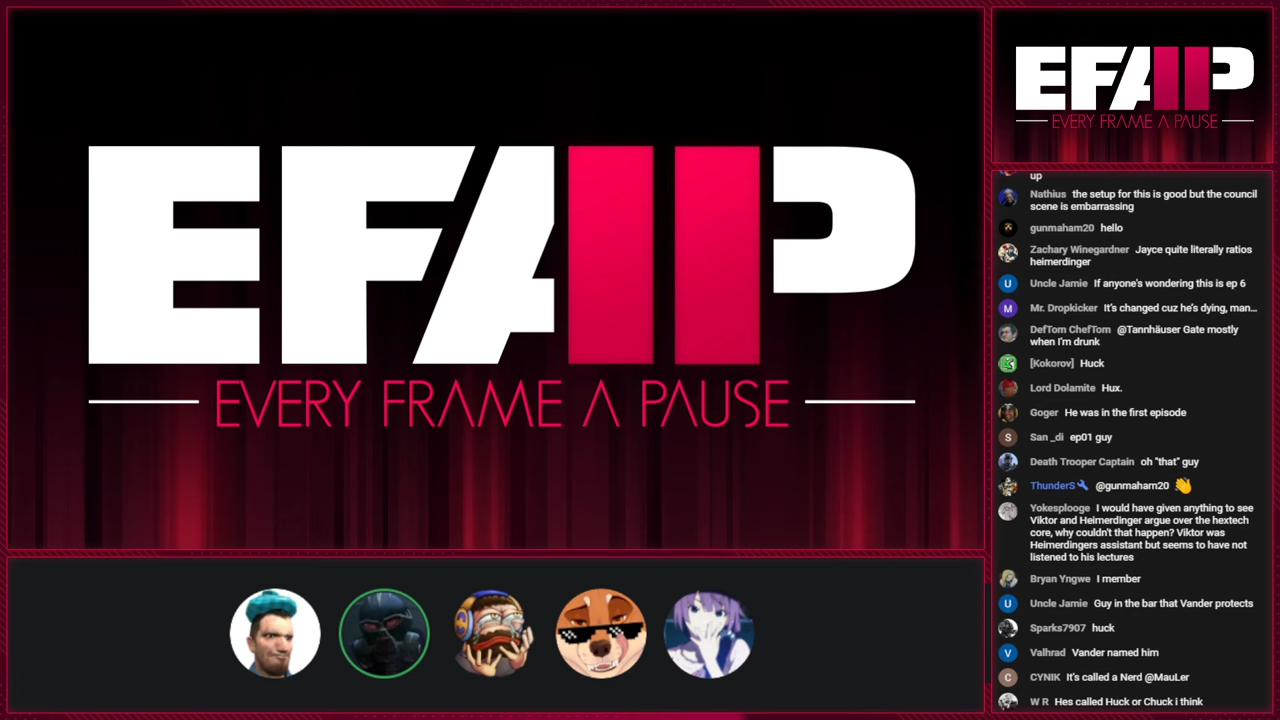 EFAP
EVERY FRAME A PAUSE
EFAP
EVERY FRAME A PAUSE
up
Nathius the setup for this is good but the council
scene is embarrassing
gunmaham20 hello
Zachary Winegardner Jayce quite literally ratios
heimerdinger
U Uncle Jamie If anyone's wondering this is ep 6
M Mr. Dropkicker It's changed cuz he's dying, man...
DefTom ChefTom @Tannhäuser Gate mostly
when I'm drunk
[Kokorov] Huck
Lord Dolamite Hux.
Goger He was in the first episode
S San _di ep01 guy
Death Trooper Captain oh "that" guy
ThunderS @gunmaham20 👏
Yokesplooge I would have given anything to see
Viktor and Heimerdinger argue over the hextech
core, why couldn't that happen? Viktor was
Heimerdingers assistant but seems to have not
listened to his lectures
Bryan Yngwe I member
U Uncle Jamie Guy in the bar that Vander protects
Sparks7907 huck
V Valhrad Vander named him
C CYNIK It's called a Nerd @MauLer
W R Hes called Huck or Chuck i think